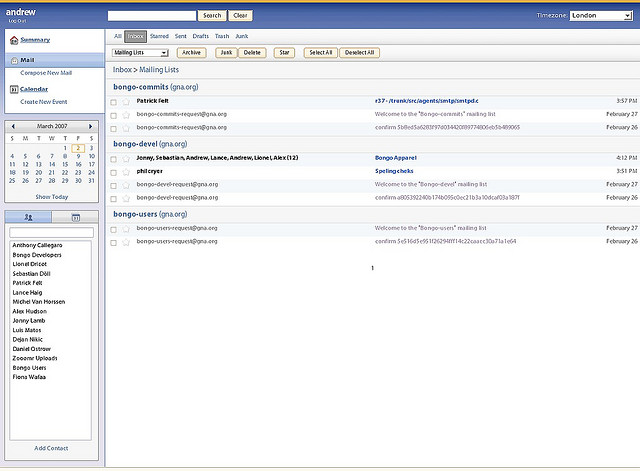 andrew
Log Out
Search Clear
Timezone: London
Summary
Mail
Compose New Mail
Calendar
Create New Event
March 2007
S M T W T F S
1 2 3
4 5 6 7 8 9 10
11 12 13 14 15 16 17
18 19 20 21 22 23 24
25 26 27 28 29 30 31
Show Today
Anthony Callegaro
Bongo Developers
Lionel Dricot
Sebastian Döll
Patrick Felt
Lance Haig
Michel Van Horssen
Alex Hudson
Jonny Lamb
Luis Matos
Dejan Nikic
Daniel Ostrow
Zooomr Uploads
Bongo Users
Fiona Wafaa
Add Contact
All Inbox Starred Sent Drafts Trash Junk
Mailing Lists Archive Junk Delete Star Select All Deselect All
Inbox > Mailing Lists
bongo-commits (gna.org)
Patrick Felt r37 - /trunk/src/agents/smtp/smtpd.c 3:57 PM
bongo-commits-request@gna.org Welcome to the "Bongo-commits" mailing list February 27
bongo-commits-request@gna.org confirm February 26
bongo-devel (gna.org)
Jonny, Sebastian, Andrew, Lance, Andrew, Lionel, Alex (12) Bongo Apparel 4:12 PM
phil cryer Speling cheks 3:51 PM
bongo-devel-request@gna.org Welcome to the "Bongo-devel" mailing list February 27
bongo-devel-request@gna.org confirm February 26
bongo-users (gna.org)
bongo-users-request@gna.org Welcome to the "Bongo-users" mailing list February 27
bongo-users-request@gna.org confirm February 26
1